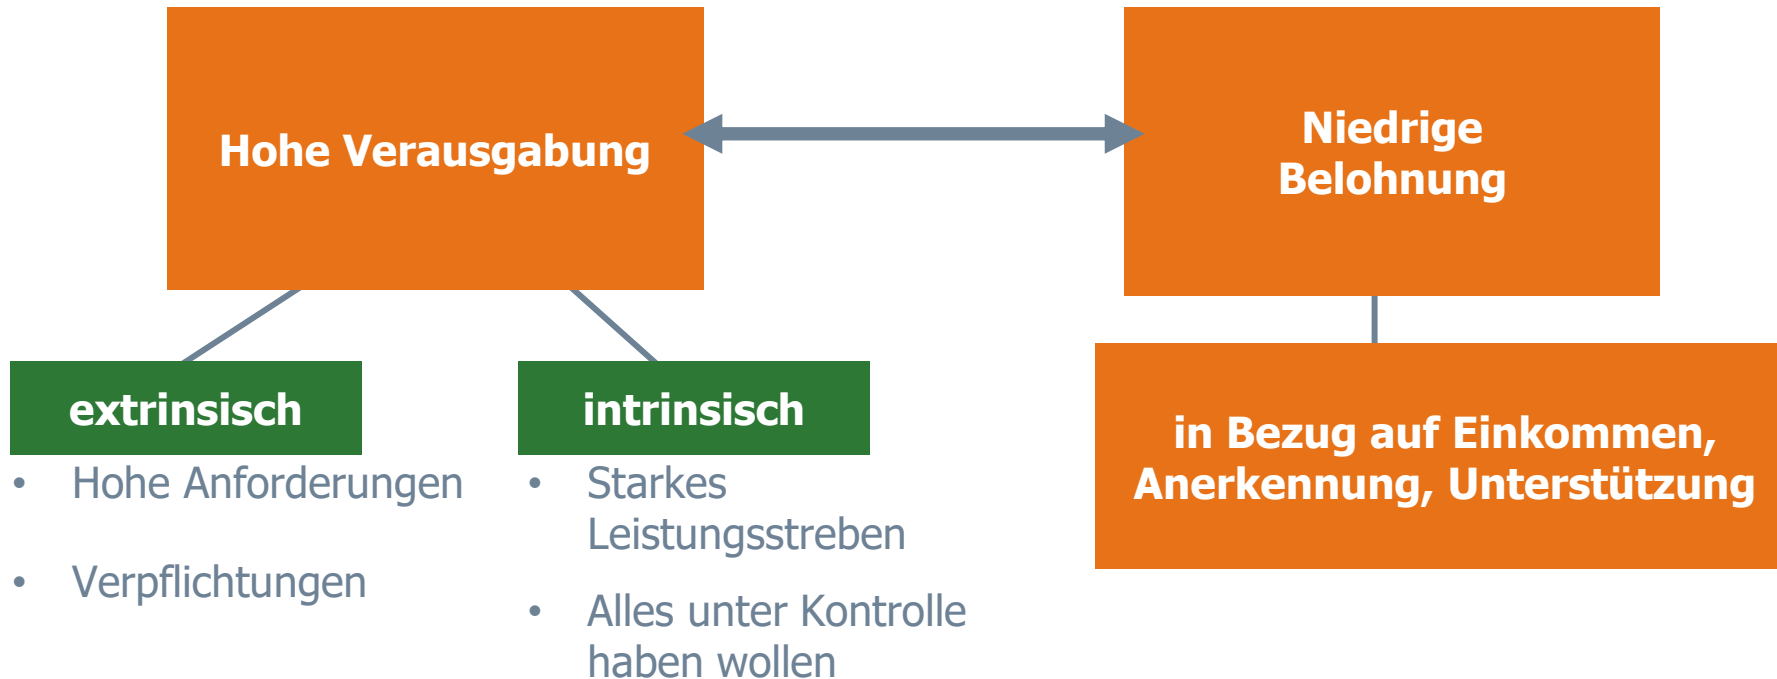 Hohe Verausgabung
Niedrige
Belohnung
extrinsisch
• Hohe Anforderungen
• Verpflichtungen
intrinsisch
• Starkes
Leistungsstreben
• Alles unter Kontrolle
haben wollen
in Bezug auf Einkommen,
Anerkennung, Unterstützung